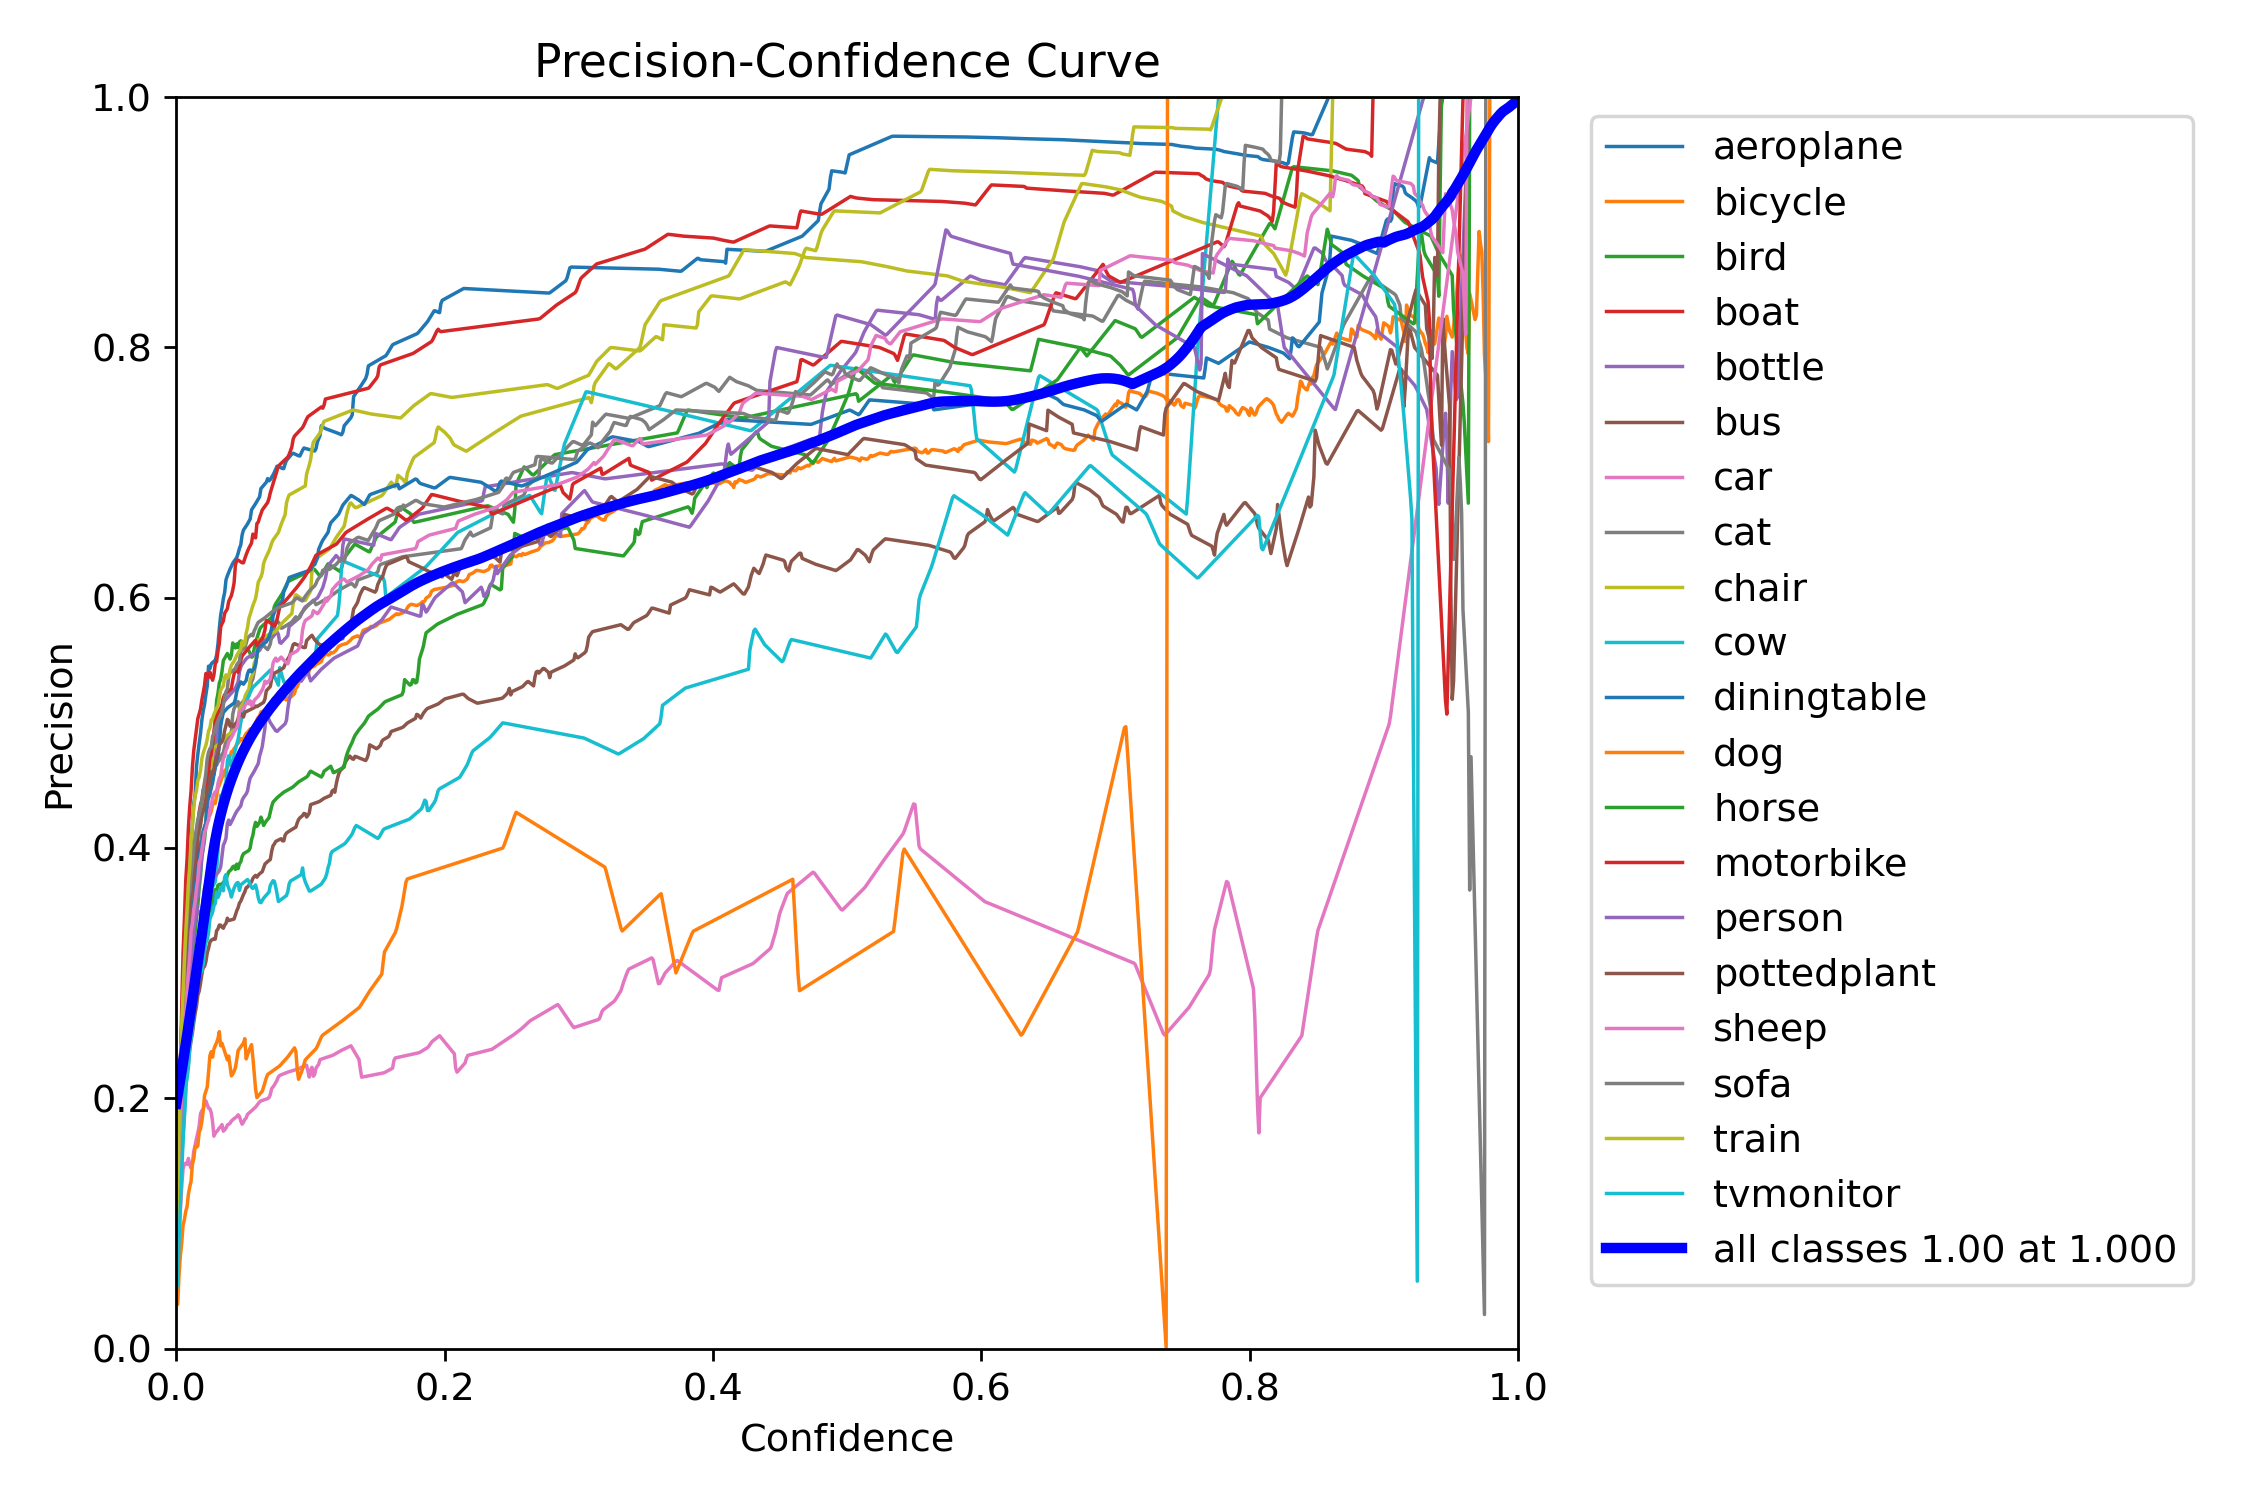 Precision-Confidence Curve
1.0
0.8
0.6
0.4
0.2
0.0
Precision
0.0 0.2 0.4 0.6 0.8 1.0
Confidence
aeroplane
bicycle
bird
boat
bottle
bus
car
cat
chair
cow
diningtable
dog
horse
motorbike
person
pottedplant
sheep
sofa
train
tvmonitor
all classes 1.00 at 1.000